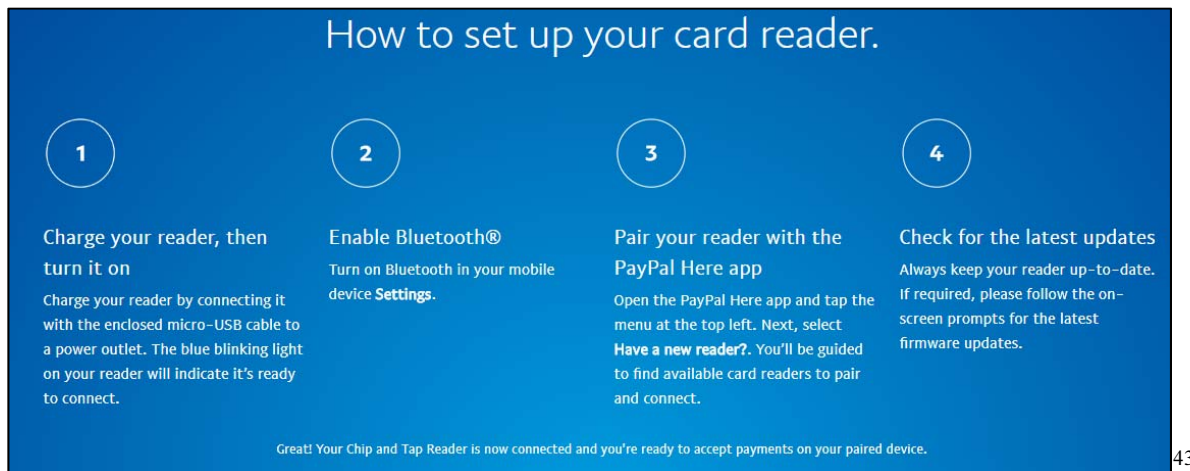 How to set up your card reader.
1
Charge your reader, then
turn it on
Charge your reader by connecting it
with the enclosed micro-USB cable to
a power outlet. The blue blinking light
on your reader will indicate it's ready
to connect.
2
Enable Bluetooth®
Turn on Bluetooth in your mobile
device Settings.
3
Pair your reader with the
PayPal Here app
Open the PayPal Here app and tap the
menu at the top left. Next, select
Have a new reader?. You'll be guided
to find available card readers to pair
and connect.
4
Check for the latest updates
Always keep your reader up-to-date.
If required, please follow the on-
screen prompts for the latest
firmware updates.
Great! Your Chip and Tap Reader is now connected and you're ready to accept payments on your paired device.
43